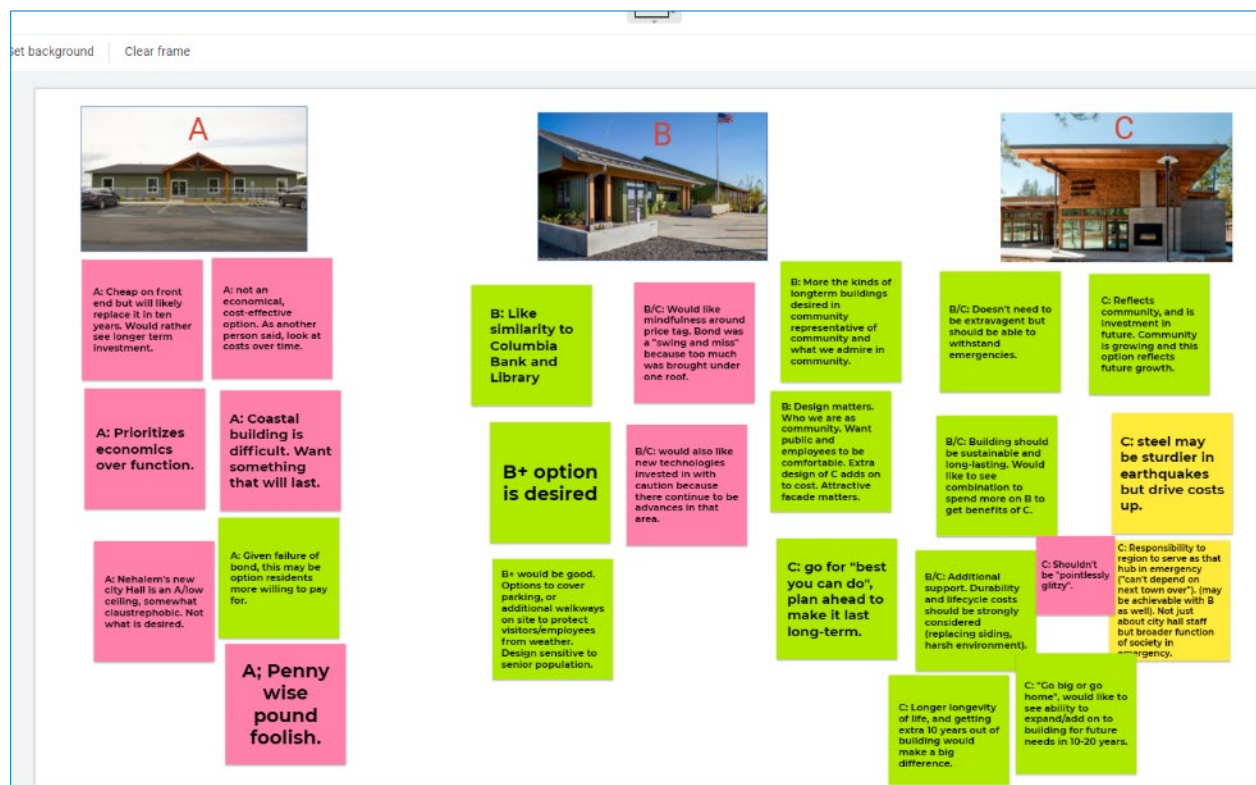 Set background
Clear frame
A
B
C
A: Cheap on front
end but will likely
replace it in ten
years. Would rather
see longer term
investment.
A: not an
economical,
cost-effective
option. As another
person said, look at
costs over time.
A: Prioritizes
economics
over function.
A: Coastal
building is
difficult. Want
something
that will last.
A: Nehalem's new
city Hall is an A/low
ceiling, somewhat
claustrophobic. Not
what is desired.
A: Given failure of
bond, this may be
option residents
more willing to pay
for.
A; Penny
wise
pound
foolish.
B: Like
similarity to
Columbia
Bank and
Library
B/C: Would like
mindfulness around
price tag. Bond was
a "swing and miss"
because too much
was brought under
one roof.
B: More the kinds of
longterm buildings
desired in
community
representative of
community and
what we admire in
community.
B+ option
is desired
B/C: would also like
new technologies
invested in with
caution because
there continue to be
advances in that
area.
B: Design matters.
Who we are as
community. Want
public and
employees to be
comfortable. Extra
design of C adds on
to cost. Attractive
facade matters.
B+ would be good.
Options to cover
parking, or
additional walkways
on site to protect
visitors/employees
from weather.
Design sensitive to
senior population.
C: go for "best
you can do",
plan ahead to
make it last
long-term.
B/C: Doesn't need to
be extravagent but
should be able to
withstand
emergencies.
C: Reflects
community, and is
investment in
future. Community
is growing and this
option reflects
future growth.
B/C: Building should
be sustainable and
long-lasting. Would
like to see
combination to
spend more on B to
get benefits of C.
C: steel may
be sturdier in
earthquakes
but drive costs
up.
B/C: Additional
support. Durability
and lifecycle costs
should be strongly
considered
(replacing siding,
harsh environment).
C: Shouldn't
be "pointlessly
glitzy".
C: Responsibility to
region to serve as that
hub in emergency
("can't depend on
next town over"). (may
be achievable with B
as well). Not just
about city hall staff
but broader function
of society in
emergency.
C: Longer longevity
of life, and getting
extra 10 years out of
building would
make a big
difference.
C: "Go big or go
home", would like to
see ability to
expand/add on to
building for future
needs in 10-20 years.